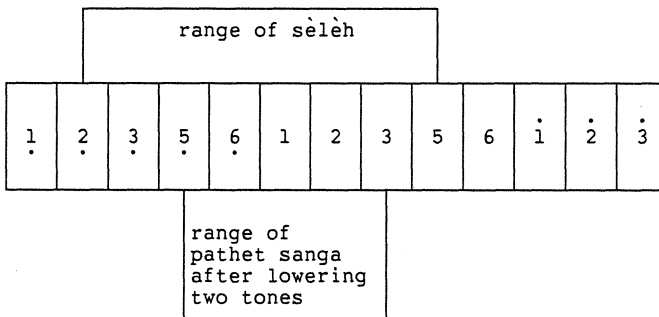 range of sèlèh
1̣ 2̣ 3̣ 5̣ 6̣ 1 2 3 5 6 1̇ 2̇ 3̇
range of
pathet sanga
after lowering
two tones